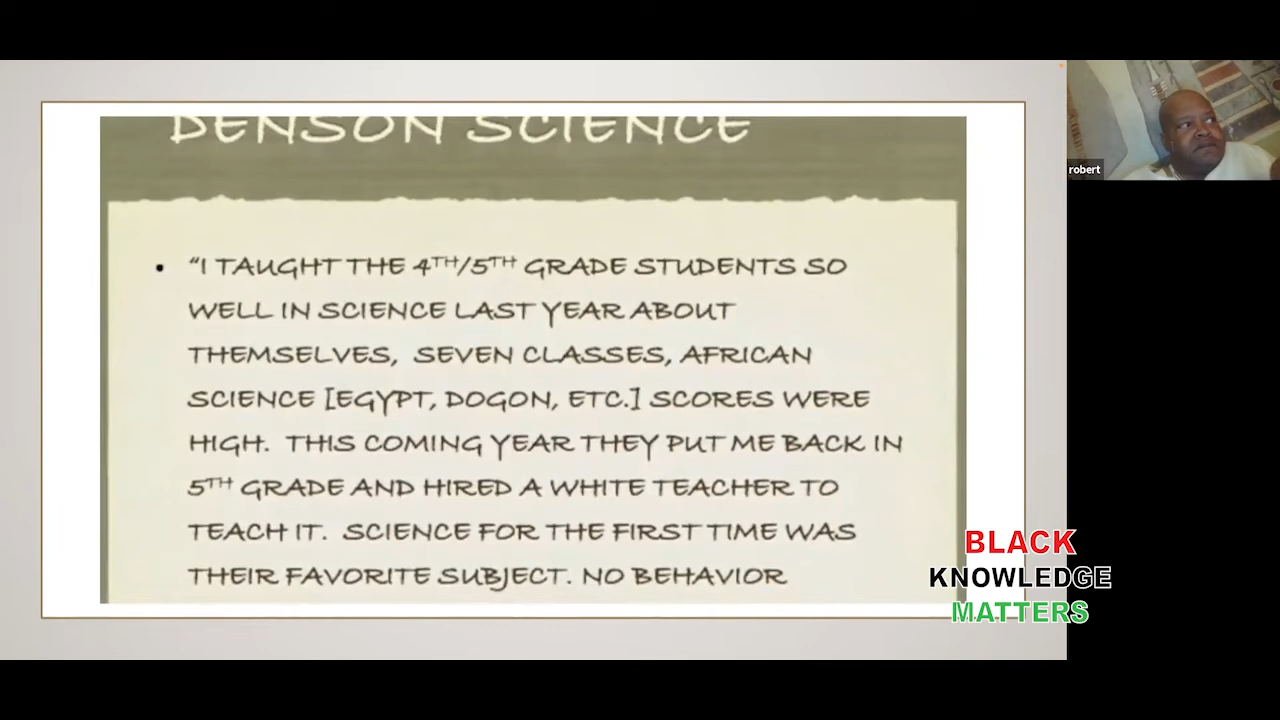 DENSON SCIENCE
robert
• “I TAUGHT THE 4TH/5TH GRADE STUDENTS SO
WELL IN SCIENCE LAST YEAR ABOUT
THEMSELVES, SEVEN CLASSES, AFRICAN
SCIENCE [EGYPT, DOGON, ETC.] SCORES WERE
HIGH. THIS COMING YEAR THEY PUT ME BACK IN
5TH GRADE AND HIRED A WHITE TEACHER TO
TEACH IT. SCIENCE FOR THE FIRST TIME WAS
THEIR FAVORITE SUBJECT. NO BEHAVIOR
BLACK
KNOWLEDGE
MATTERS